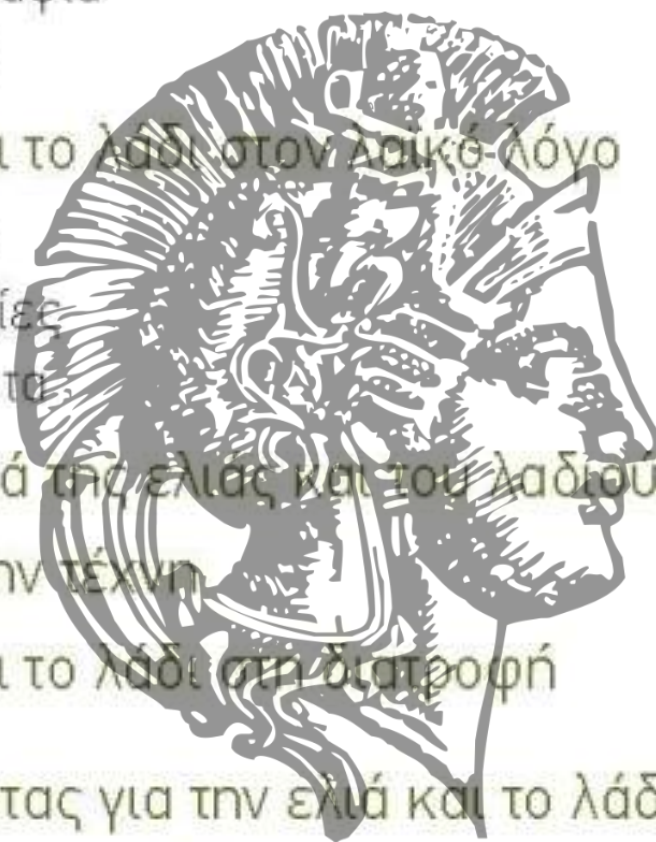 ι το λάδι στον λαϊκό λόγο
ίες
τα
ά της ελιάς και του λαδιού
ην τέχνη
ι το λάδι στη διατροφή
τας για την ελιά και το λάδ